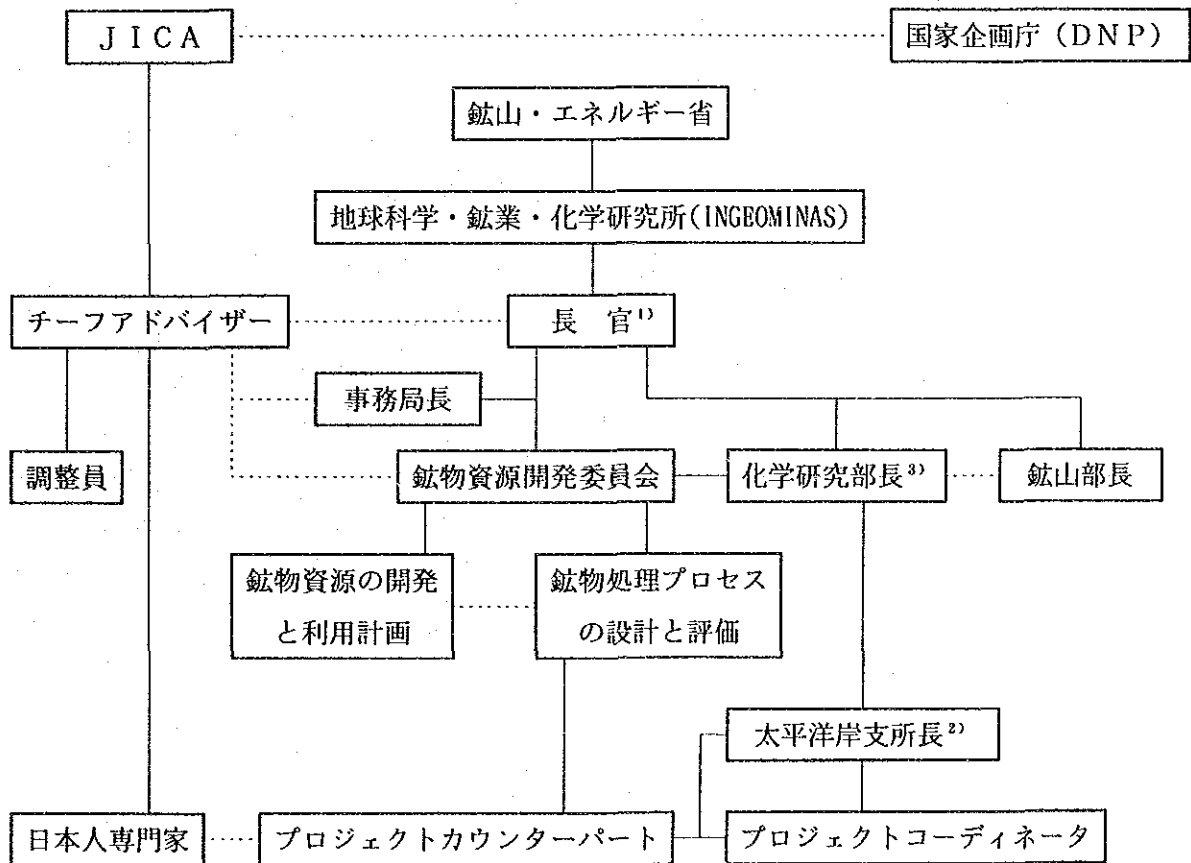 JICA
国家企画庁(DNP)
鉱山・エネルギー省
地球科学・鉱業・化学研究所(INGEOMINAS)
チーフアドバイザー
長 官¹⁾
事務局長
調整員
鉱物資源開発委員会
化学研究部長³⁾
鉱山部長
鉱物資源の開発
と利用計画
鉱物処理プロセス
の設計と評価
太平洋岸支所長²⁾
日本人専門家
プロジェクトカウンターパート
プロジェクトコーディネータ